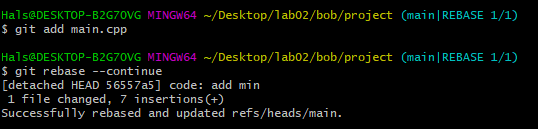 Hals@DESKTOP-B2G7OVG MINGW64 ~/Desktop/lab02/bob/project (main|REBASE 1/1)
$ git add main.cpp
Hals@DESKTOP-B2G7OVG MINGW64 ~/Desktop/lab02/bob/project (main|REBASE 1/1)
$ git rebase --continue
[detached HEAD 56557a5] code: add min
 1 file changed, 7 insertions(+)
Successfully rebased and updated refs/heads/main.